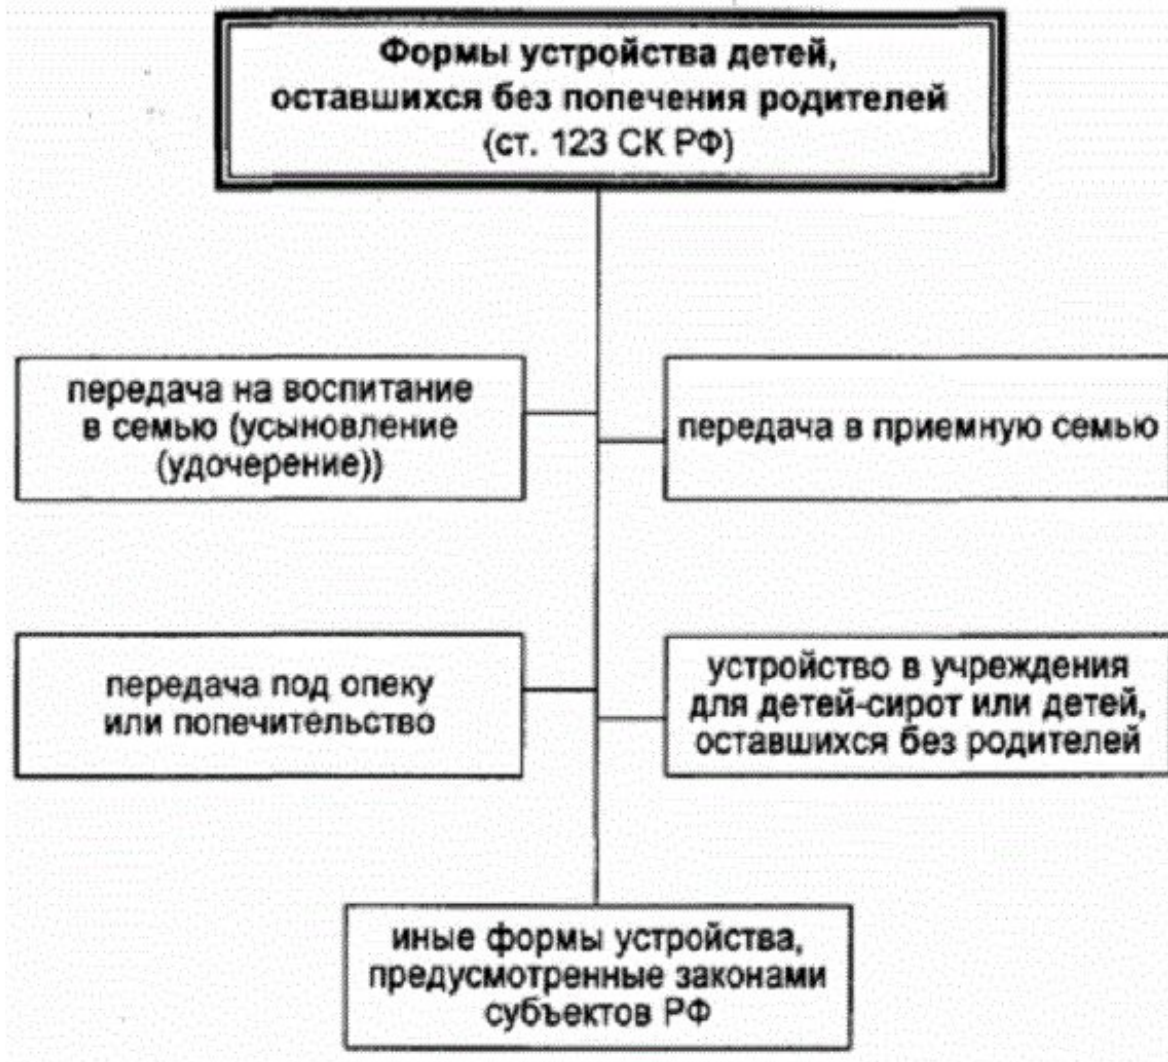 Формы устройства детей,
оставшихся без попечения родителей
(ст. 123 СК РФ)
передача на воспитание
в семью (усыновление
(удочерение))
передача в приемную семью
передача под опеку
или попечительство
устройство в учреждения
для детей-сирот или детей,
оставшихся без родителей
иные формы устройства,
предусмотренные законами
субъектов РФ